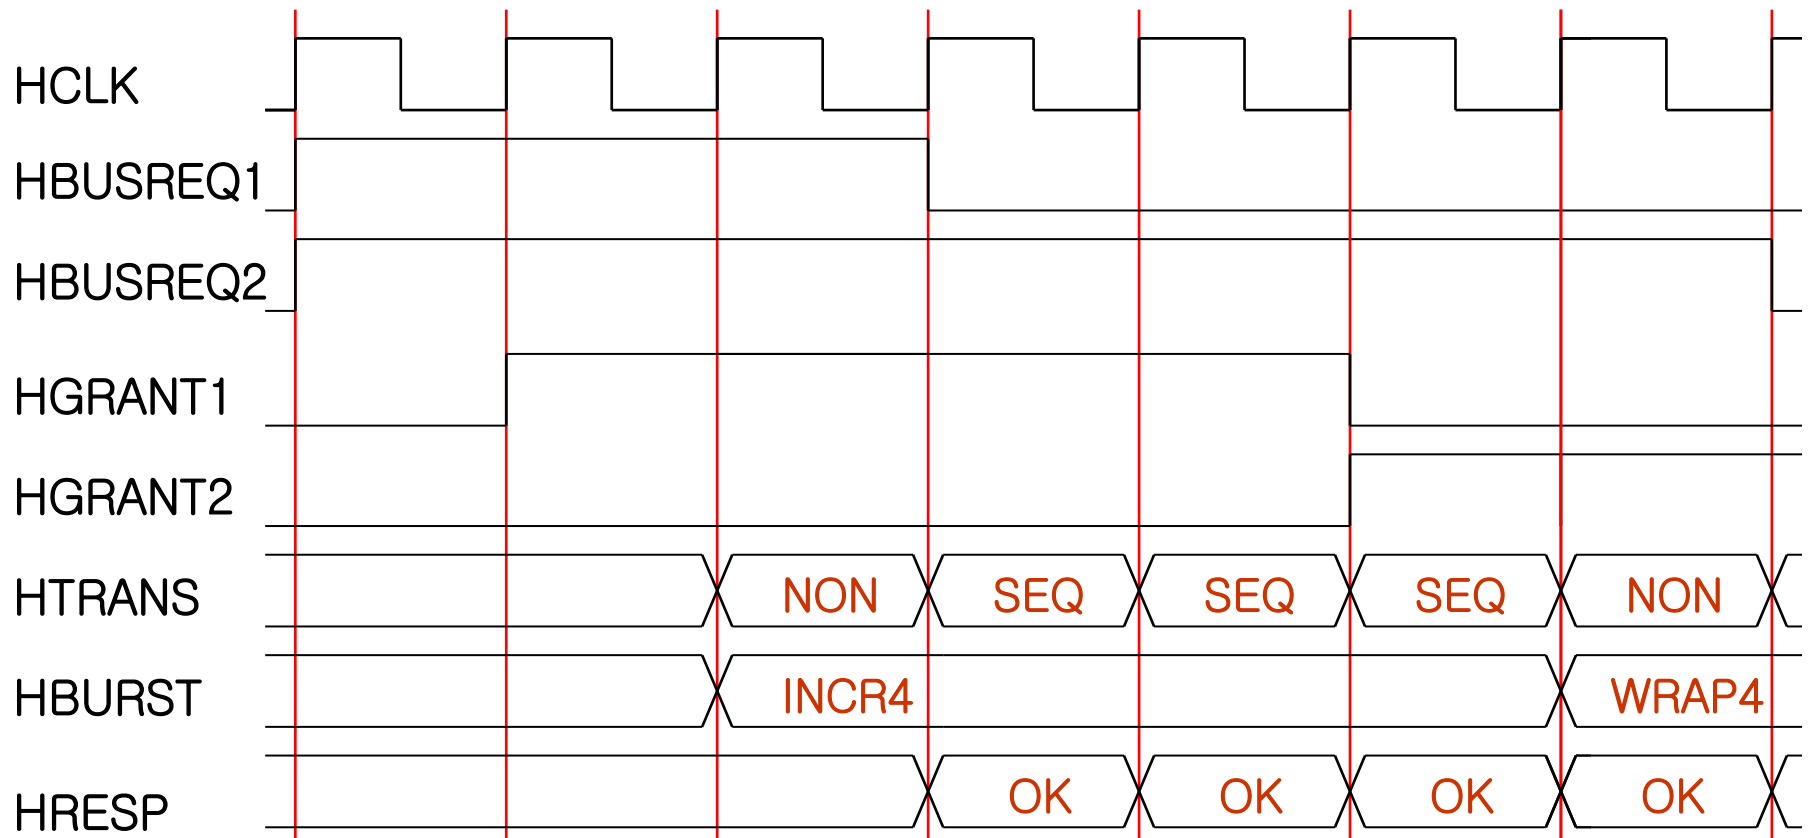 HCLK
HBUSREQ1
HBUSREQ2
HGRANT1
HGRANT2
HTRANS NON SEQ SEQ SEQ NON
HBURST INCR4 WRAP4
HRESP OK OK OK OK